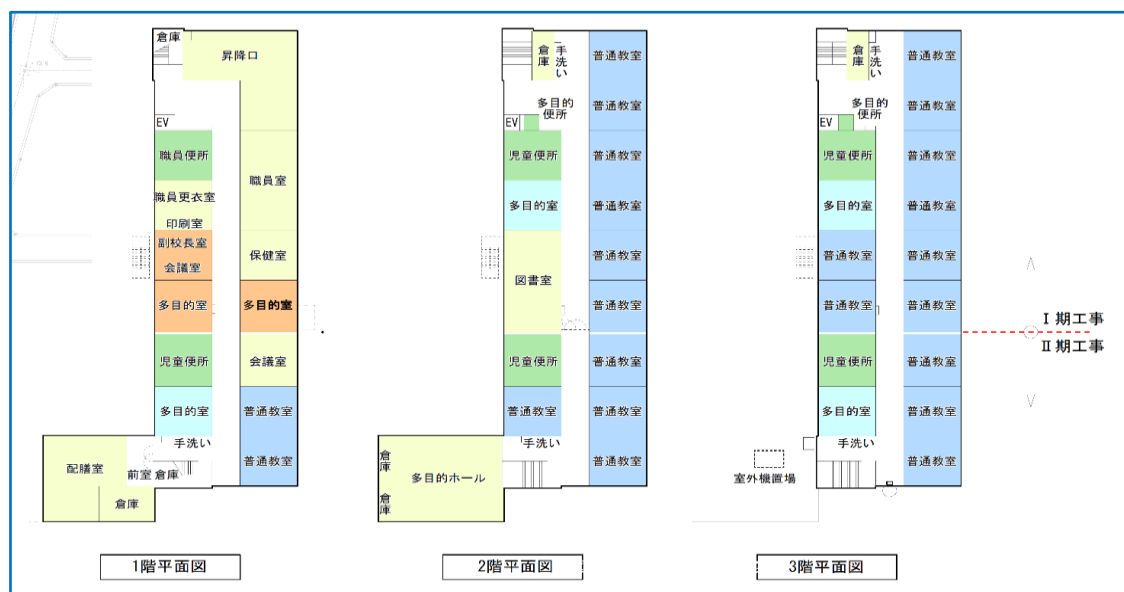 倉庫
昇降口
EV
職員便所
職員更衣室
印刷室
職員室
副校長室
会議室
保健室
多目的室
多目的室
児童便所
会議室
多目的室
普通教室
手洗い
普通教室
配膳室
前室
倉庫
倉庫
1階平面図
倉庫
手洗い
普通教室
多目的
便所
普通教室
EV
児童便所
普通教室
多目的室
普通教室
図書室
普通教室
普通教室
児童便所
普通教室
普通教室
普通教室
手洗い
普通教室
倉庫
多目的ホール
倉庫
2階平面図
倉庫
手洗い
普通教室
多目的
便所
普通教室
EV
児童便所
普通教室
多目的室
普通教室
普通教室
普通教室
普通教室
普通教室
児童便所
普通教室
多目的室
普通教室
手洗い
普通教室
室外機置場
3階平面図
Ⅰ期工事
Ⅱ期工事